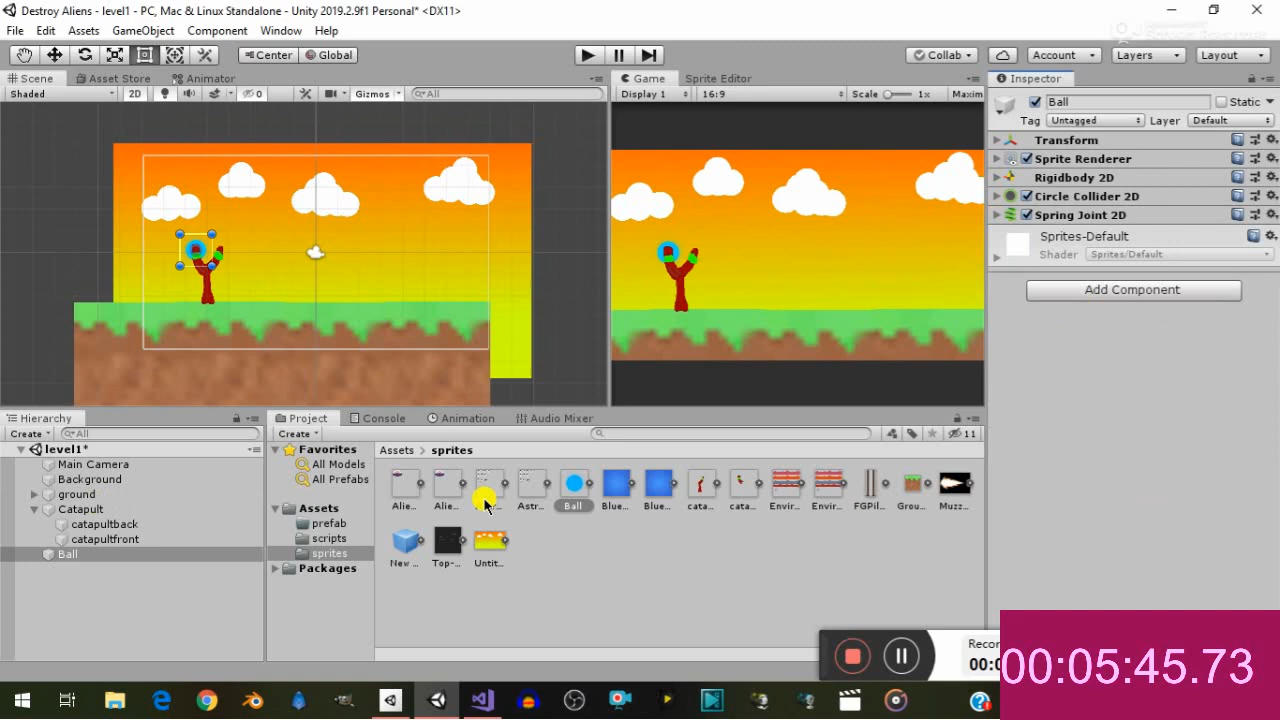 Destroy Aliens - level1 - PC, Mac & Linux Standalone - Unity 2019.2.9f1 Personal* <DX11>
File Edit Assets GameObject Component Window Help
Center Global Collab Account Layers Layout
Scene Asset Store Animator Game Sprite Editor Inspector
Shaded 2D 0 Gizmos All Display 1 16:9 Scale 1x Maxim
Ball Static
Tag Untagged Layer Default
Transform
Sprite Renderer
Rigidbody 2D
Circle Collider 2D
Spring Joint 2D
Sprites-Default
Shader Sprites/Default
Add Component
Hierarchy Project Console Animation Audio Mixer
Create All Create 11
level1*
Main Camera
Background
ground
Catapult
catapultback
catapultfront
Ball
Favorites
All Models
All Prefabs
Assets
prefab
scripts
sprites
Packages
Assets sprites
Alie... Alie... Astr... Ball Blue... Blue... cata... cata... Envir... Envir... FGPil... Grou... Muzz...
New ... Top-... Untit...
Recor
00:0
00:05:45.73